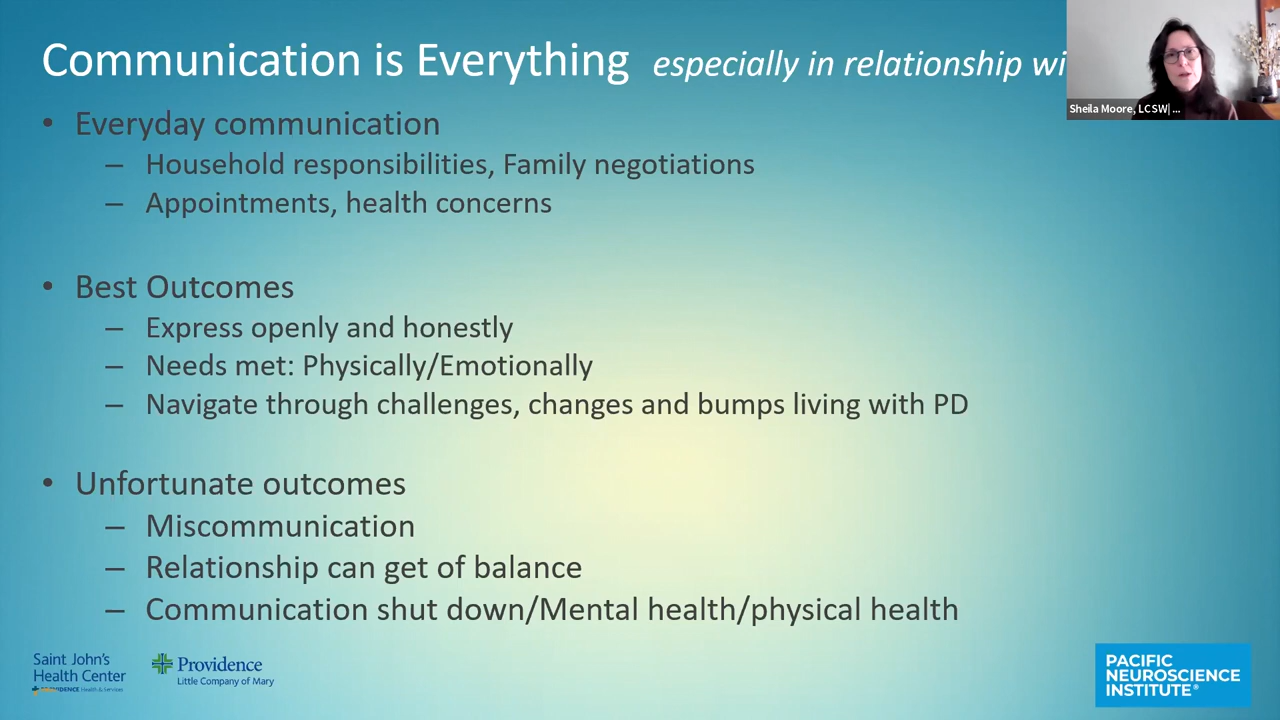 Communication is Everything especially in relationship wi
Sheila Moore, LCSW| ...
• Everyday communication
– Household responsibilities, Family negotiations
– Appointments, health concerns
• Best Outcomes
– Express openly and honestly
– Needs met: Physically/Emotionally
– Navigate through challenges, changes and bumps living with PD
• Unfortunate outcomes
– Miscommunication
– Relationship can get of balance
– Communication shut down/Mental health/physical health
Saint John's
Health Center
PROVIDENCE Health & Services
Providence
Little Company of Mary
PACIFIC
NEUROSCIENCE
INSTITUTE®